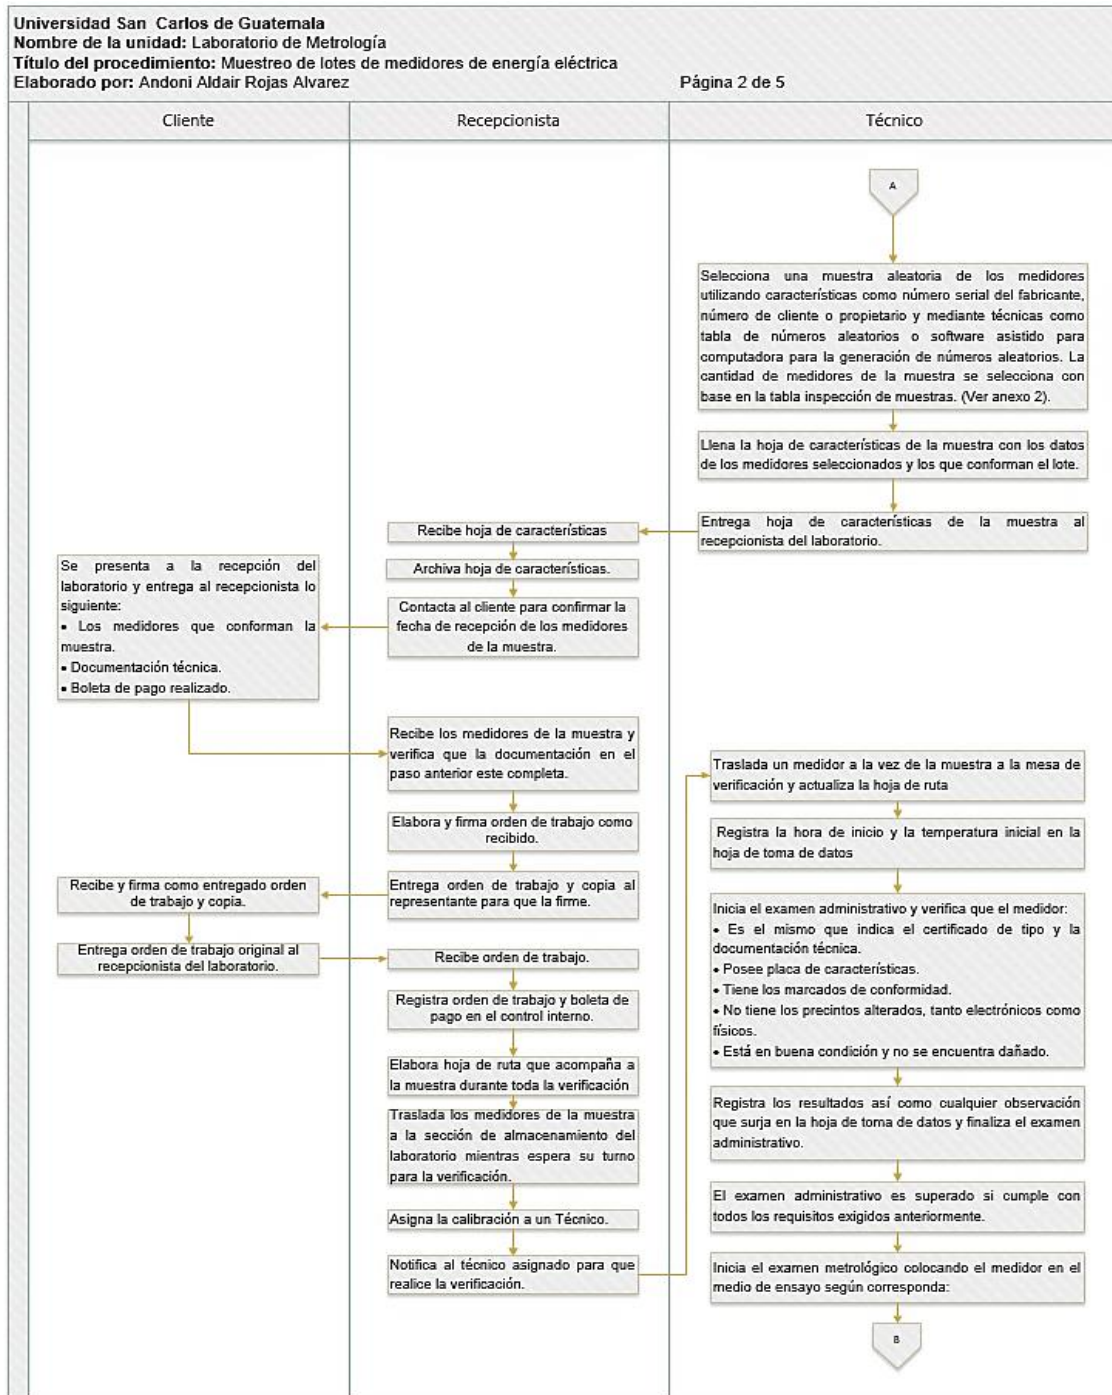 Universidad San Carlos de Guatemala
Nombre de la unidad: Laboratorio de Metrología
Título del procedimiento: Muestreo de lotes de medidores de energía eléctrica
Elaborado por: Andoni Aldair Rojas Alvarez
Página 2 de 5
Cliente
Recepcionista
Técnico
A
Selecciona una muestra aleatoria de los medidores
utilizando características como número serial del fabricante,
número de cliente o propietario y mediante técnicas como
tabla de números aleatorios o software asistido para
computadora para la generación de números aleatorios. La
cantidad de medidores de la muestra se selecciona con
base en la tabla inspección de muestras. (Ver anexo 2).
Llena la hoja de características de la muestra con los datos
de los medidores seleccionados y los que conforman el lote.
Entrega hoja de características de la muestra al
recepcionista del laboratorio.
Recibe hoja de características
Archiva hoja de características.
Contacta al cliente para confirmar la
fecha de recepción de los medidores
de la muestra.
Se presenta a la recepción del
laboratorio y entrega al recepcionista lo
siguiente:
▪ Los medidores que conforman la
muestra.
▪ Documentación técnica.
▪ Boleta de pago realizado.
Recibe los medidores de la muestra y
verifica que la documentación en el
paso anterior este completa.
Elabora y firma orden de trabajo como
recibido.
Entrega orden de trabajo y copia al
representante para que la firme.
Recibe y firma como entregado orden
de trabajo y copia.
Entrega orden de trabajo original al
recepcionista del laboratorio.
Recibe orden de trabajo.
Registra orden de trabajo y boleta de
pago en el control interno.
Elabora hoja de ruta que acompaña a
la muestra durante toda la verificación
Traslada los medidores de la muestra
a la sección de almacenamiento del
laboratorio mientras espera su turno
para la verificación.
Asigna la calibración a un Técnico.
Notifica al técnico asignado para que
realice la verificación.
Traslada un medidor a la vez de la muestra a la mesa de
verificación y actualiza la hoja de ruta
Registra la hora de inicio y la temperatura inicial en la
hoja de toma de datos
Inicia el examen administrativo y verifica que el medidor:
• Es el mismo que indica el certificado de tipo y la
documentación técnica.
• Posee placa de características.
• Tiene los marcados de conformidad.
• No tiene los precintos alterados, tanto electrónicos como
físicos.
• Está en buena condición y no se encuentra dañado.
Registra los resultados así como cualquier observación
que surja en la hoja de toma de datos y finaliza el examen
administrativo.
El examen administrativo es superado si cumple con
todos los requisitos exigidos anteriormente.
Inicia el examen metrológico colocando el medidor en el
medio de ensayo según corresponda:
B